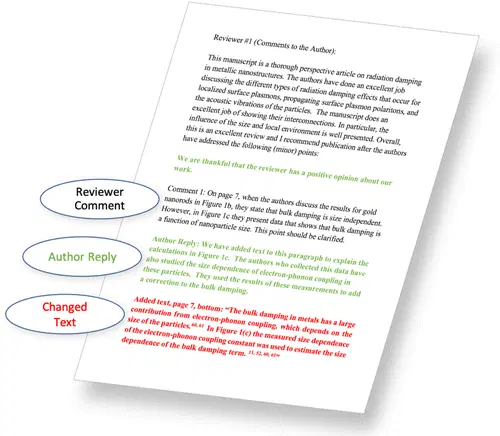 Reviewer #1 (Comments to the Author):
This manuscript is a thorough perspective article on radiation damping
in metallic nanostructures. The authors have done an excellent job
discussing the different types of radiation damping effects that occur for
localized surface plasmons, propagating surface plasmon polaritons, and
the acoustic vibrations of the particles. The manuscript does an
excellent job of showing their interconnections. In particular, the
influence of the size and local environment is well presented. Overall,
this is an excellent review and I recommend publication after the authors
have addressed the following (minor) points:
We are thankful that the reviewer has a positive opinion about our
work.
Reviewer
Comment
Comment 1: On page 7, when the authors discuss the results for gold
nanorods in Figure 1b, they state that bulk damping is size independent.
However, in Figure 1c they present data that shows that bulk damping is
a function of nanoparticle size. This point should be clarified.
Author Reply
Author Reply: We have added text to this paragraph to explain the
calculations in Figure 1c. The authors who collected this data have
also studied the size dependence of electron-phonon coupling in
these particles. They used the results of these measurements to add
a correction to the bulk damping.
Changed
Text
Added text, page 7, bottom: “The bulk damping in metals has a large
contribution from electron-phonon coupling, which depends on the
size of the particles. In Figure 1(c) the measured size dependence
of the electron-phonon coupling constant was used to estimate the size
dependence of the bulk damping term.